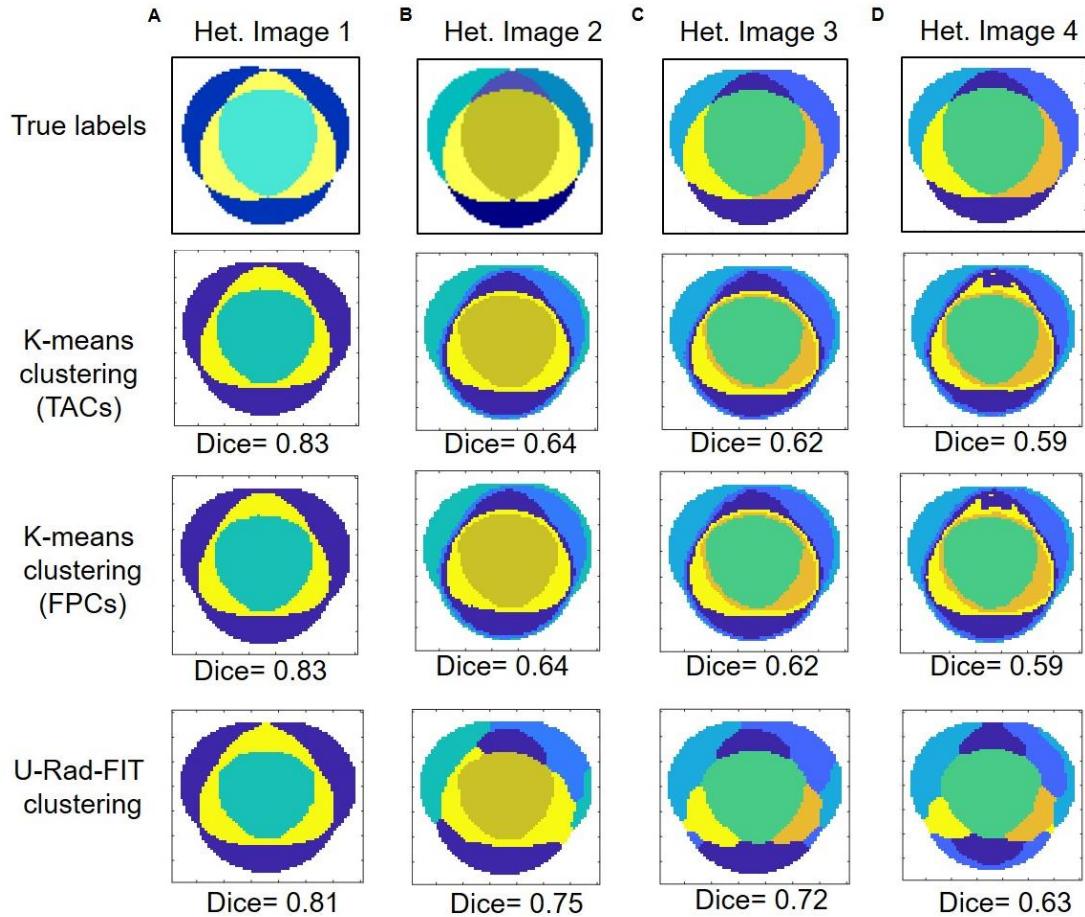 A
Het. Image 1
B
Het. Image 2
C
Het. Image 3
D
Het. Image 4
True labels
K-means
clustering
(TACs)
Dice= 0.83
Dice= 0.64
Dice= 0.62
Dice= 0.59
K-means
clustering
(FPCs)
Dice= 0.83
Dice= 0.64
Dice= 0.62
Dice= 0.59
U-Rad-FIT
clustering
Dice= 0.81
Dice= 0.75
Dice= 0.72
Dice= 0.63